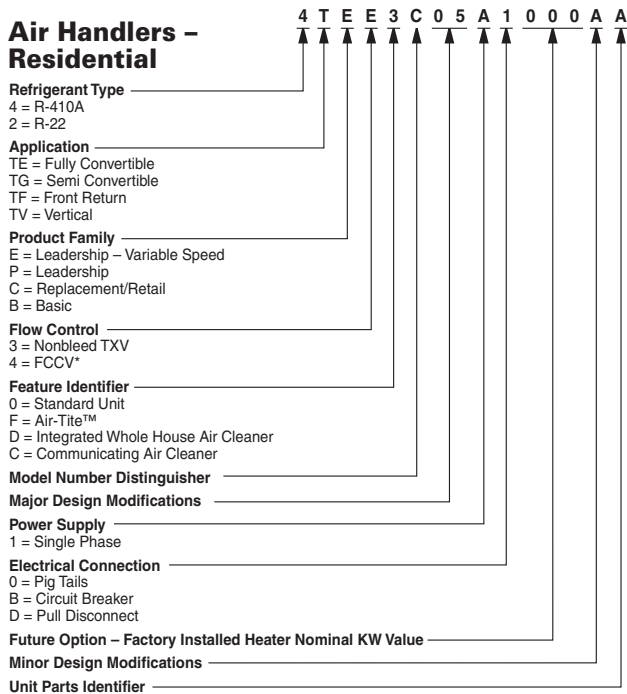 Air Handlers –
Residential
4 T E E 3 C 0 5 A 1 0 0 0 A A
Refrigerant Type
4 = R-410A
2 = R-22
Application
TE = Fully Convertible
TG = Semi Convertible
TF = Front Return
TV = Vertical
Product Family
E = Leadership – Variable Speed
P = Leadership
C = Replacement/Retail
B = Basic
Flow Control
3 = Nonbleed TXV
4 = FCCV*
Feature Identifier
0 = Standard Unit
F = Air-Tite™
D = Integrated Whole House Air Cleaner
C = Communicating Air Cleaner
Model Number Distinguisher
Major Design Modifications
Power Supply
1 = Single Phase
Electrical Connection
0 = Pig Tails
B = Circuit Breaker
D = Pull Disconnect
Future Option – Factory Installed Heater Nominal KW Value
Minor Design Modifications
Unit Parts Identifier